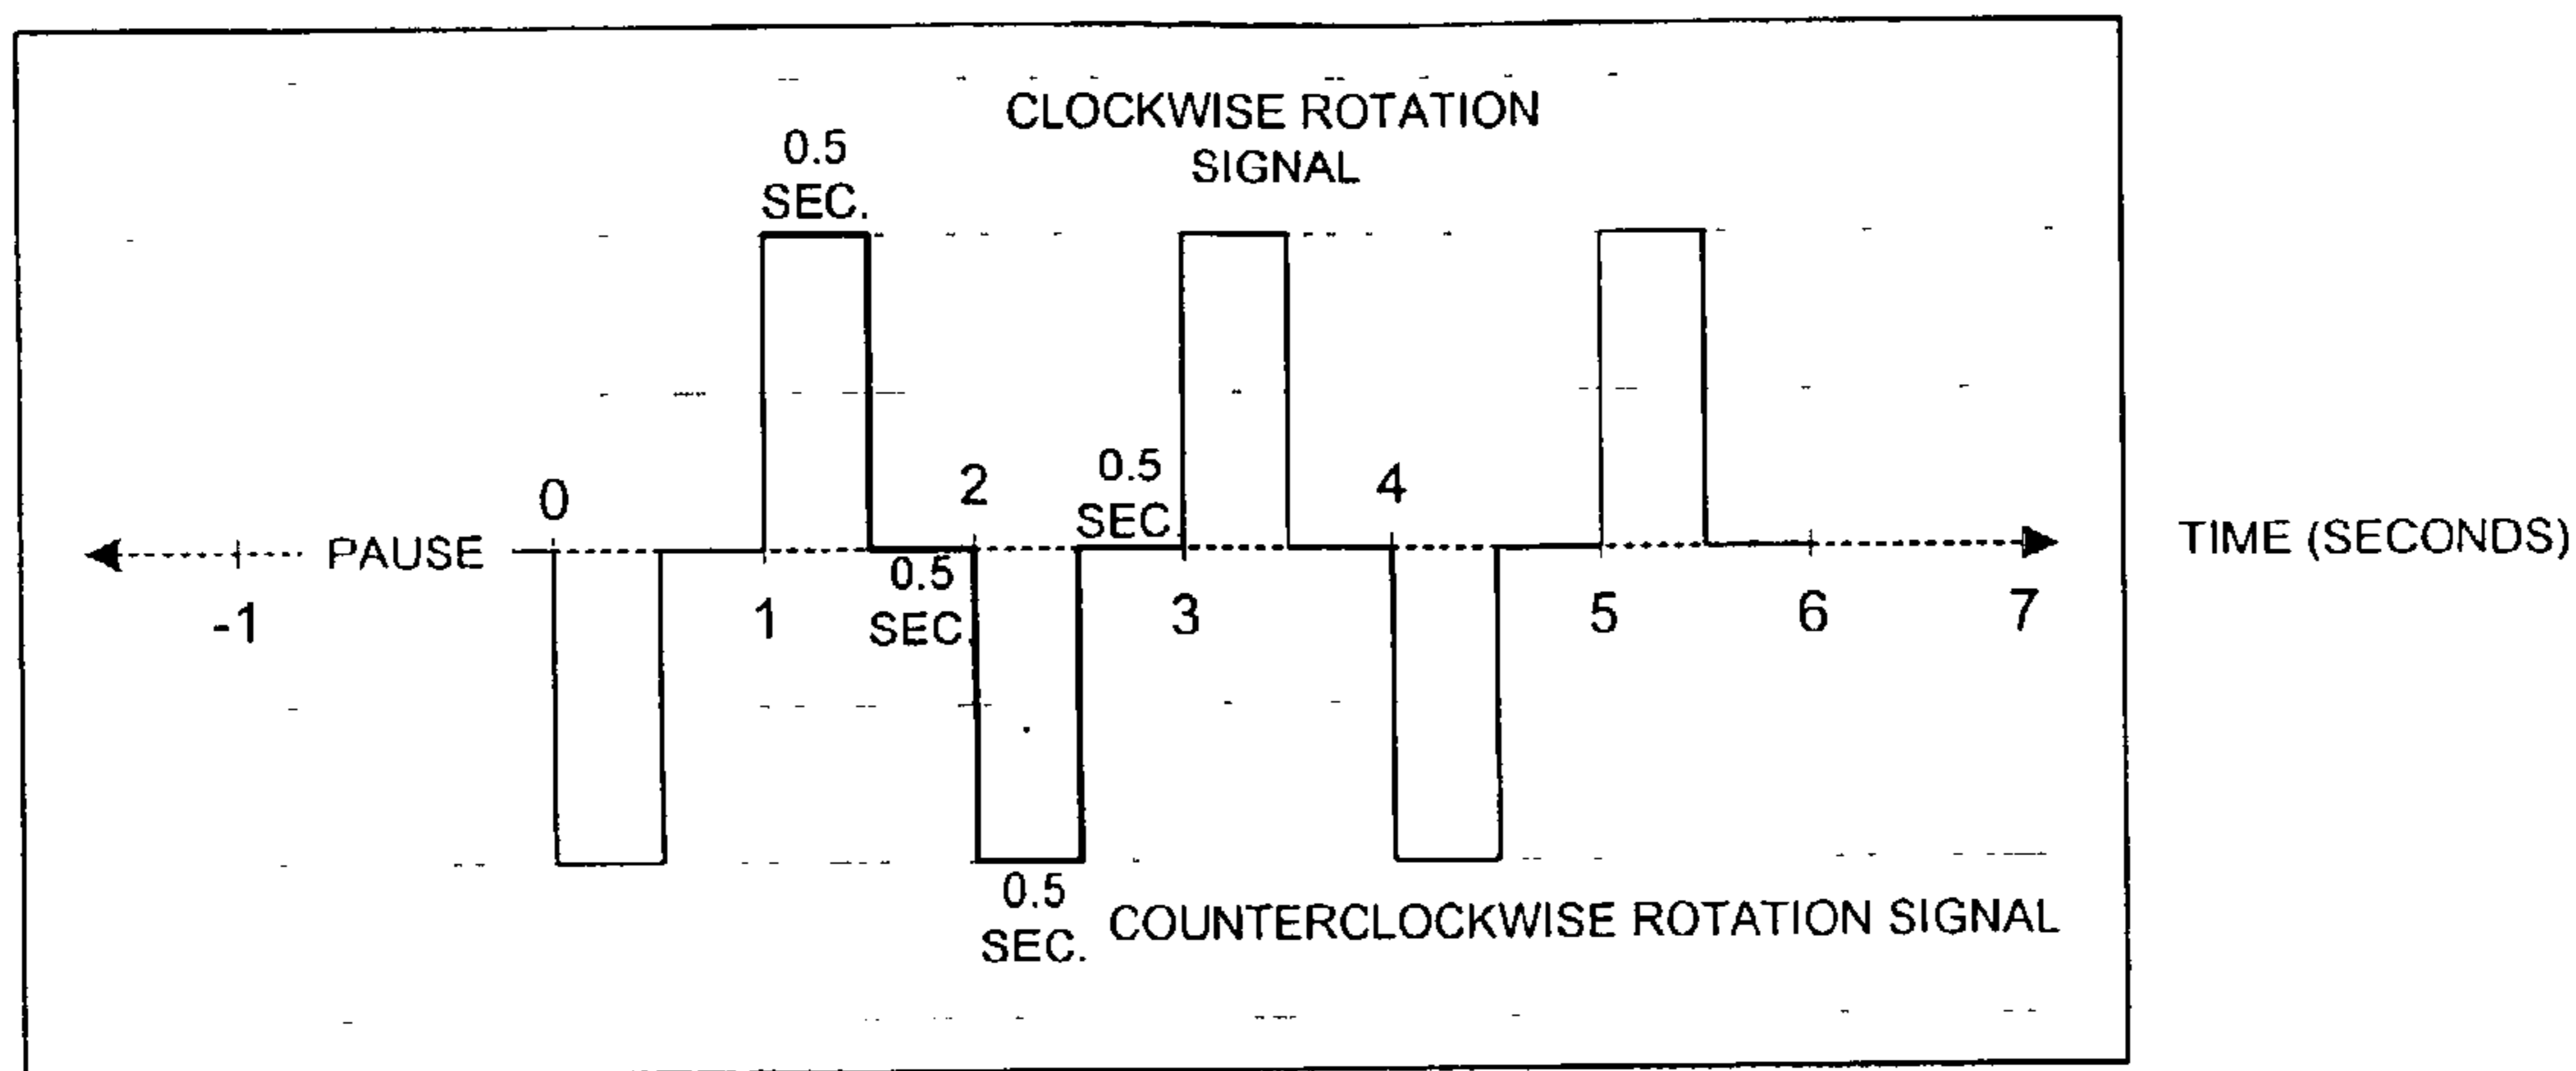 CLOCKWISE ROTATION
SIGNAL
0.5
SEC.
0
2
0.5
SEC
4
PAUSE
TIME (SECONDS)
-1
1
0.5
SEC.
3
5
6
7
0.5
SEC.
COUNTERCLOCKWISE ROTATION SIGNAL